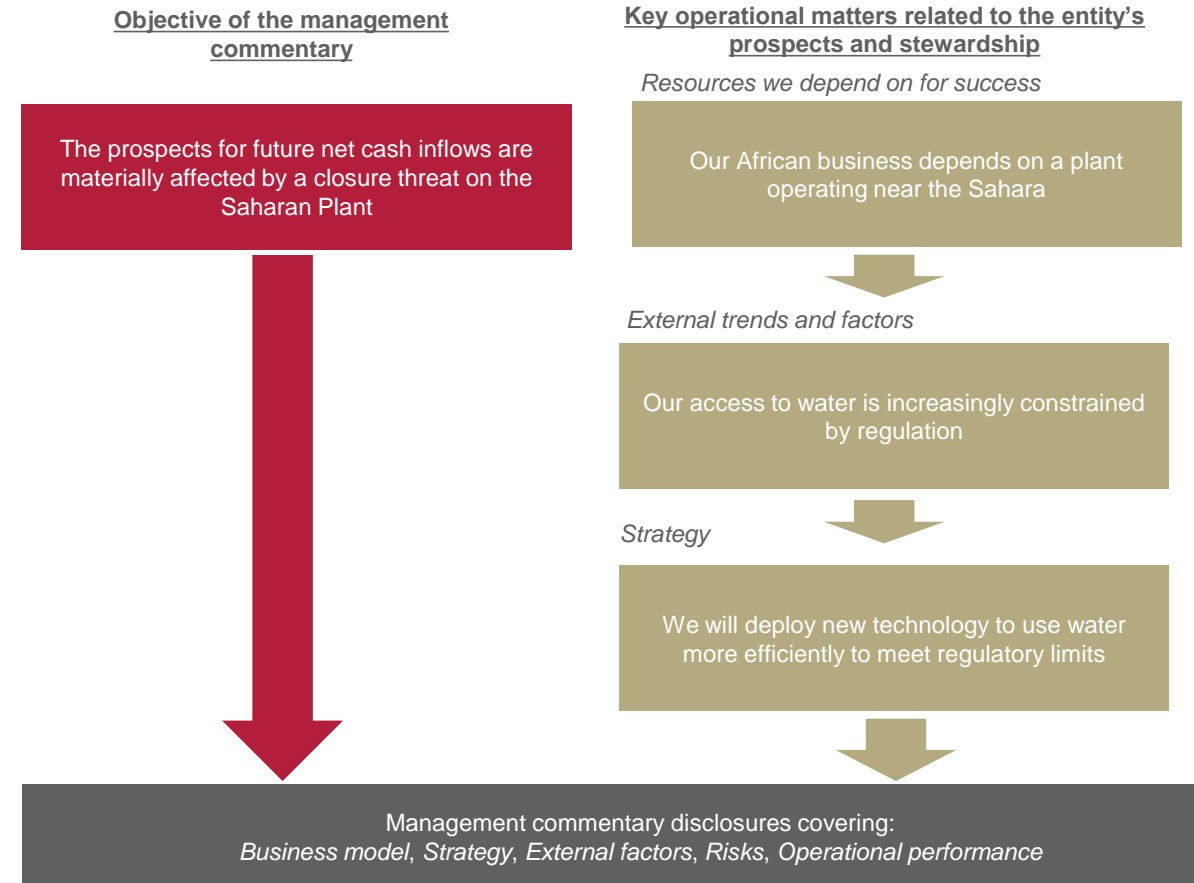 Objective of the management
commentary
The prospects for future net cash inflows are
materially affected by a closure threat on the
Saharan Plant
Key operational matters related to the entity's
prospects and stewardship
Resources we depend on for success
Our African business depends on a plant
operating near the Sahara
External trends and factors
Our access to water is increasingly constrained
by regulation
Strategy
We will deploy new technology to use water
more efficiently to meet regulatory limits
Management commentary disclosures covering:
Business model, Strategy, External factors, Risks, Operational performance